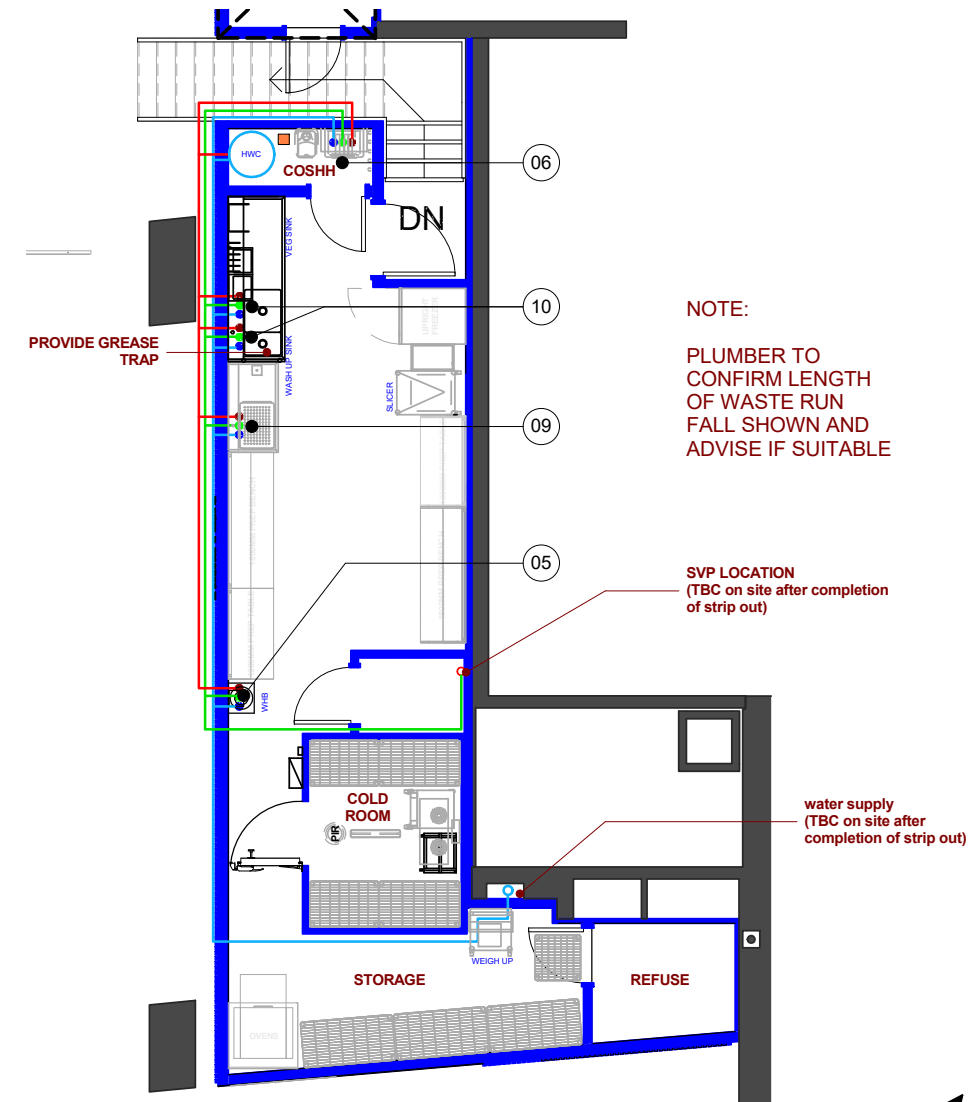 HWC
COSHH
06
DN
VEG SINK
10
NOTE:
PLUMBER TO
CONFIRM LENGTH
OF WASTE RUN
FALL SHOWN AND
ADVISE IF SUITABLE
UPRIGHT
FREEZER
PROVIDE GREASE
TRAP
WASH UP SINK
SLICER
09
05
SVP LOCATION
(TBC on site after completion
of strip out)
WHB
COLD
ROOM
PIR
water supply
(TBC on site after
completion of strip out)
WEIGH UP
STORAGE
REFUSE
OVENS